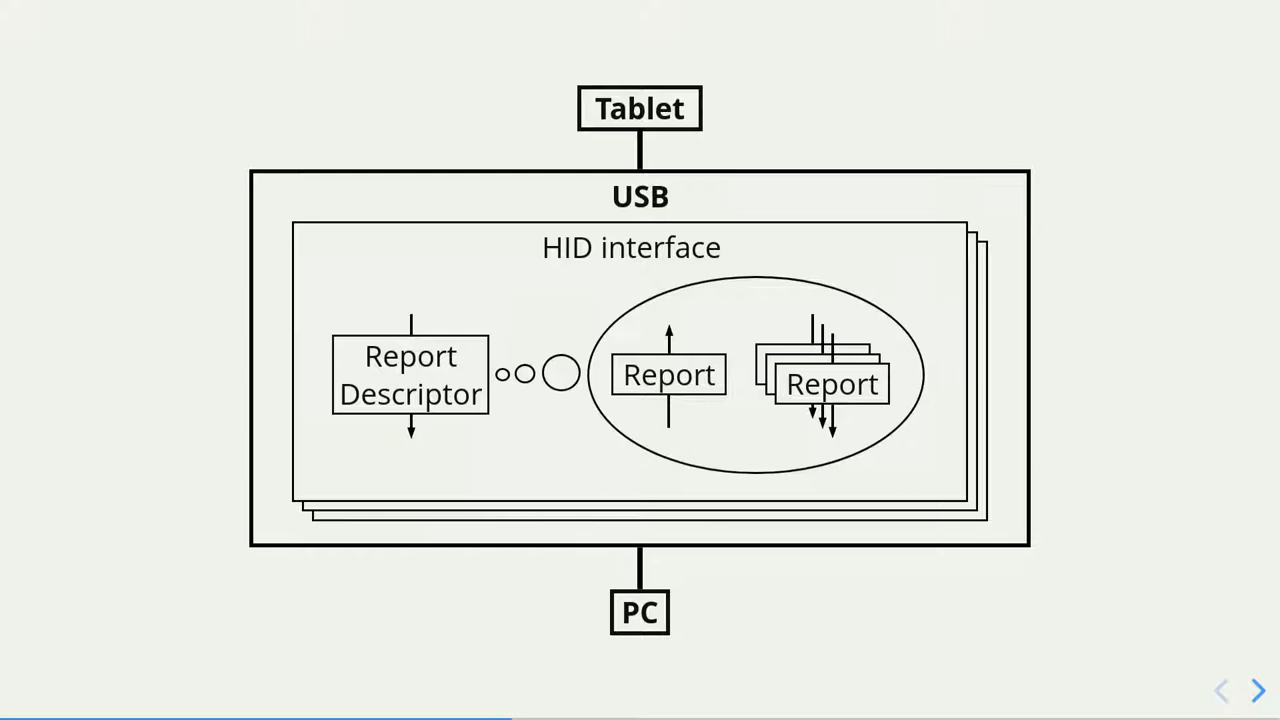 Tablet
USB
HID interface
Report
Descriptor
Report
Report
PC